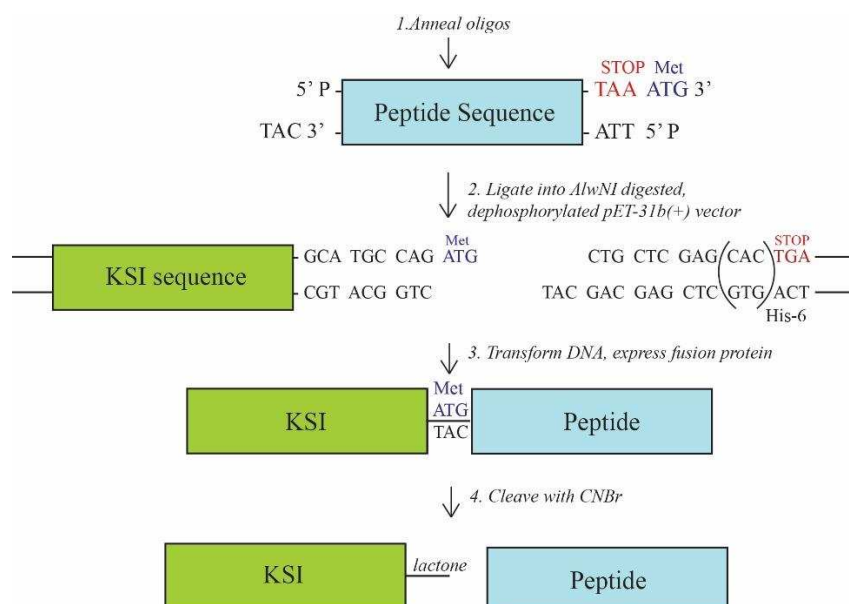 1.Anneal oligos
STOP Met
5' P TAA ATG 3'
Peptide Sequence
TAC 3' ATT 5' P
2. Ligate into AlwNI digested,
dephosphorylated pET-31b(+) vector
Met STOP
GCA TGC CAG ATG CTG CTC GAG (CAC) TGA
KSI sequence
CGT ACG GTC TAC GAC GAG CTC (GTG) ACT
His-6
3. Transform DNA, express fusion protein
Met
ATG
KSI Peptide
TAC
4. Cleave with CNBr
lactone
KSI Peptide